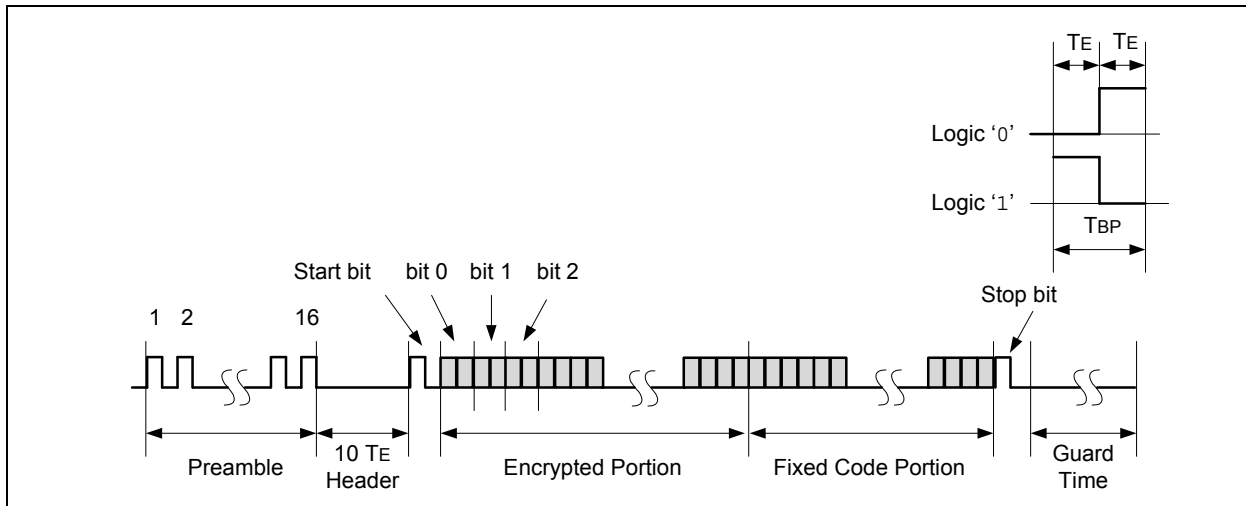 TE TE
Logic ‘0’
Logic ‘1’
TBP
Start bit bit 0 bit 1 bit 2
Stop bit
1 2 16
10 TE
Header
Preamble
Encrypted Portion
Fixed Code Portion
Guard
Time